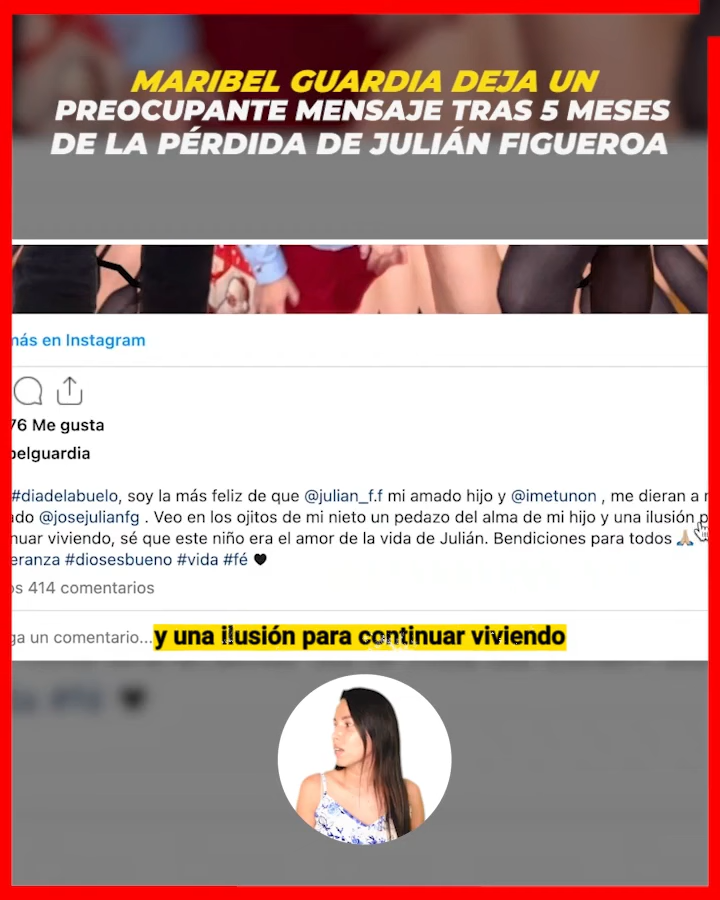 MARIBEL GUARDIA DEJA UN
PREOCUPANTE MENSAJE TRAS 5 MESES
DE LA PÉRDIDA DE JULIÁN FIGUEROA
más en Instagram
76 Me gusta
belguardia
#diadelabuelo, soy la más feliz de que @julian_f.f mi amado hijo y @imetunon , me dieran a
do @josejulianfg . Veo en los ojitos de mi nieto un pedazo del alma de mi hijo y una ilusión p
nuar viviendo, sé que este niño era el amor de la vida de Julián. Bendiciones para todos 🙏🏼
eranza #diosesbueno #vida #fé 🖤
os 414 comentarios
ga un comentario...
y una ilusión para continuar viviendo